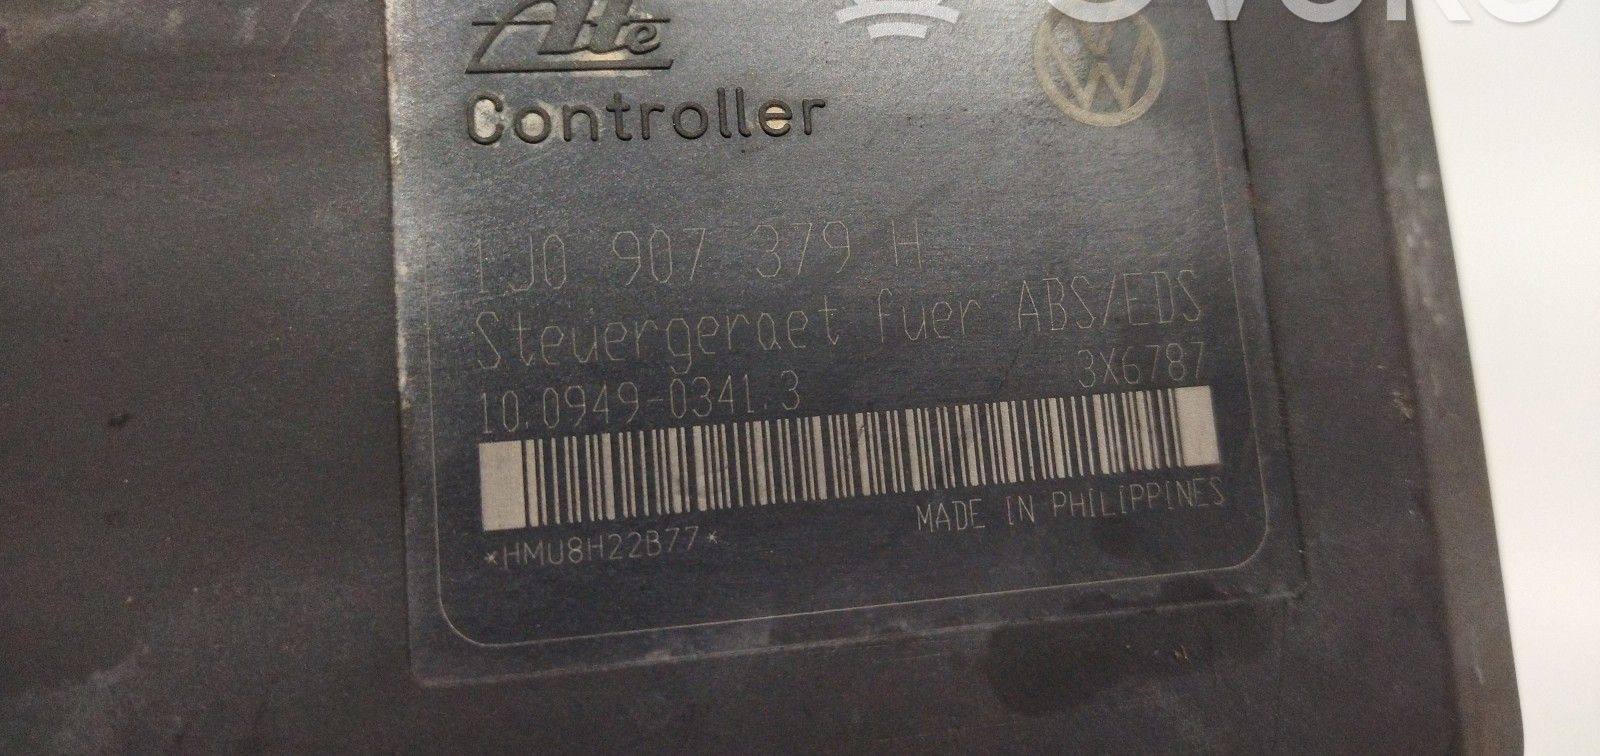 Ate
Controller
1J0 907 379 H
Steuergeraet fuer ABS/EDS
10.0949-0341.3 3X6787
*HMU8H22B77*
MADE IN PHILIPPINES